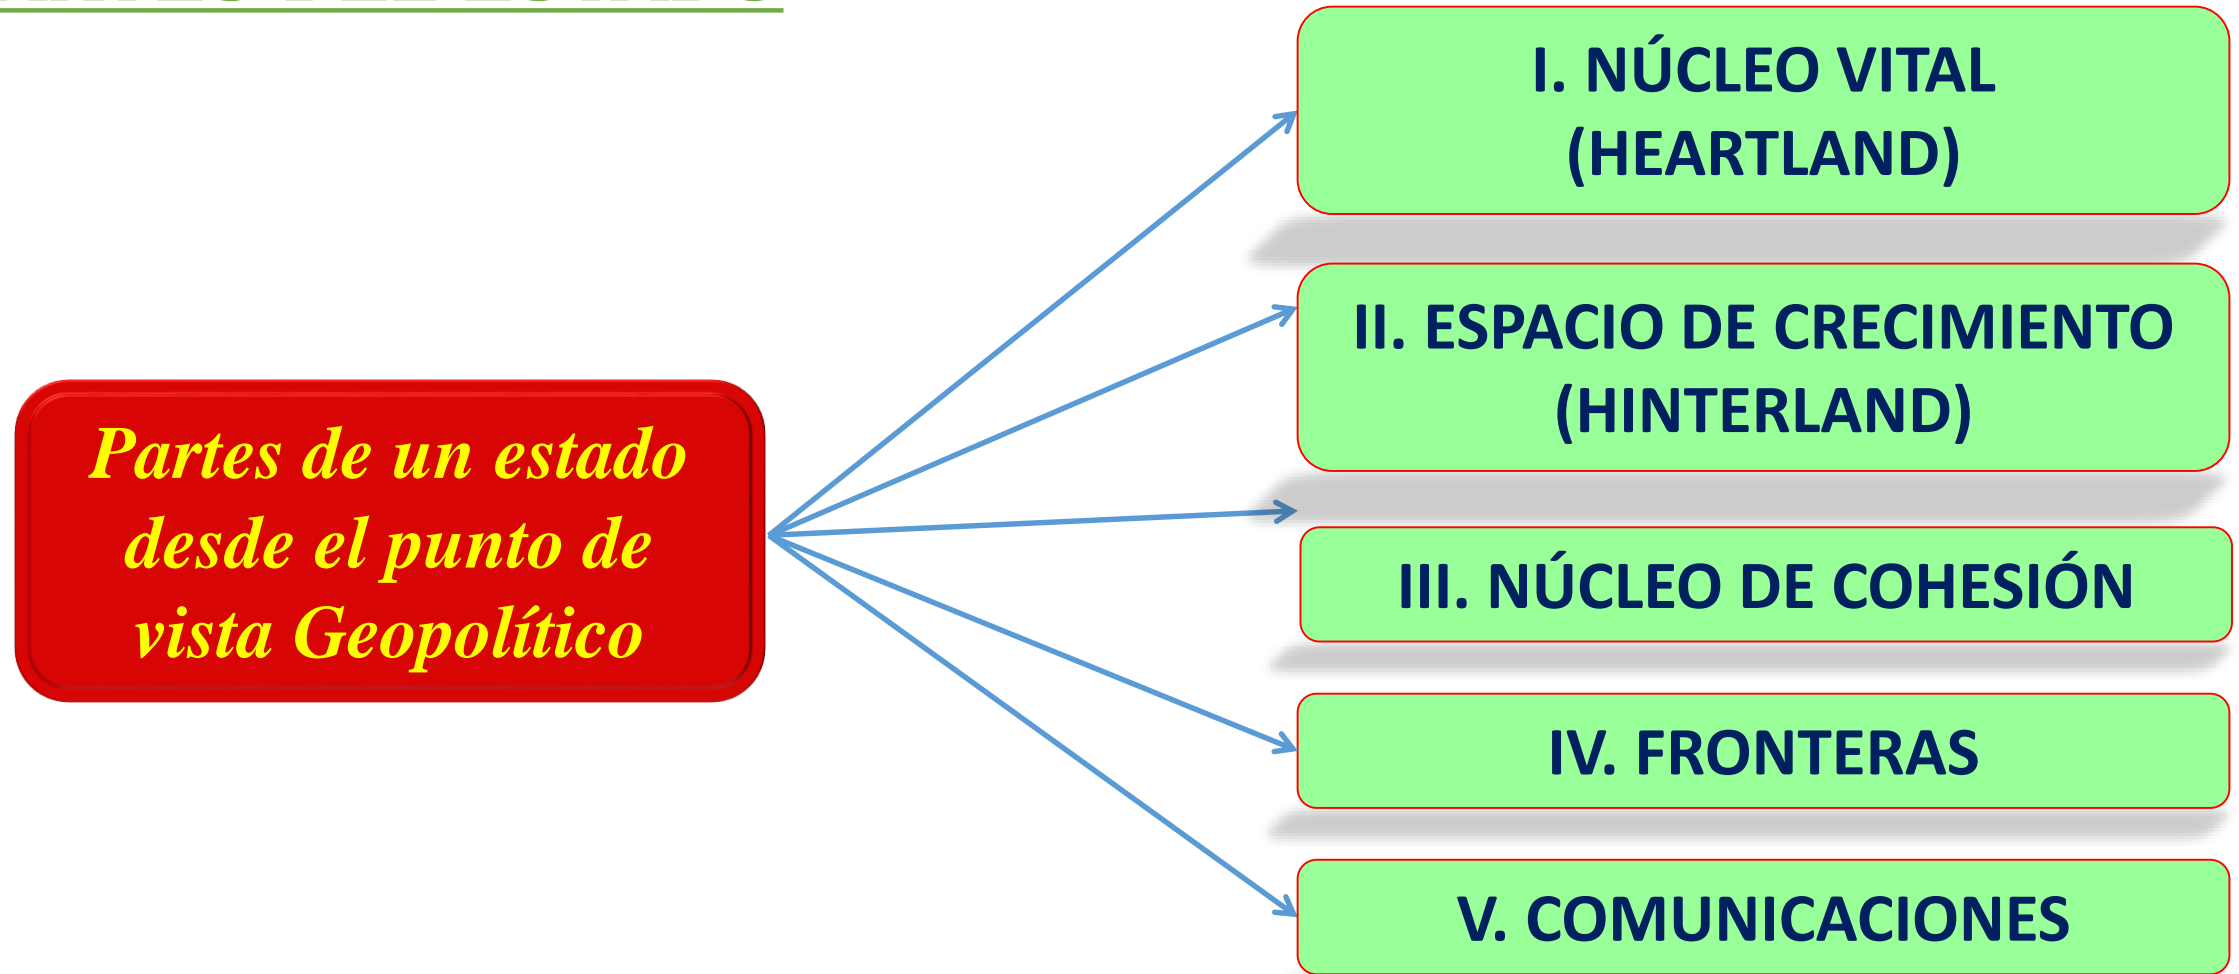 Partes de un estado
desde el punto de
vista Geopolítico
I. NÚCLEO VITAL
(HEARTLAND)
II. ESPACIO DE CRECIMIENTO
(HINTERLAND)
III. NÚCLEO DE COHESIÓN
IV. FRONTERAS
V. COMUNICACIONES